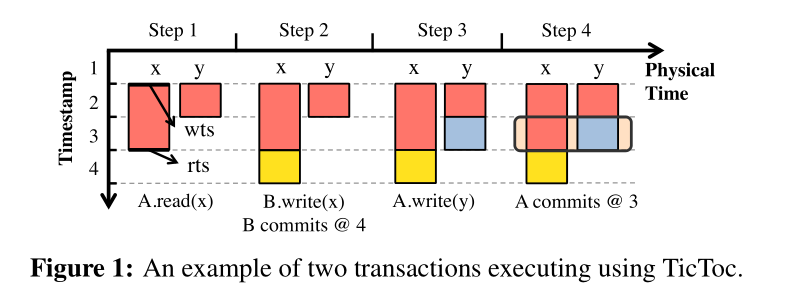 Step 1 Step 2 Step 3 Step 4
1 x y x y x y x y Physical
Time
2
wts
3
rts
4
Timestamp
A.read(x) B.write(x) A.write(y) A commits @ 3
B commits @ 4
Figure 1: An example of two transactions executing using TicToc.